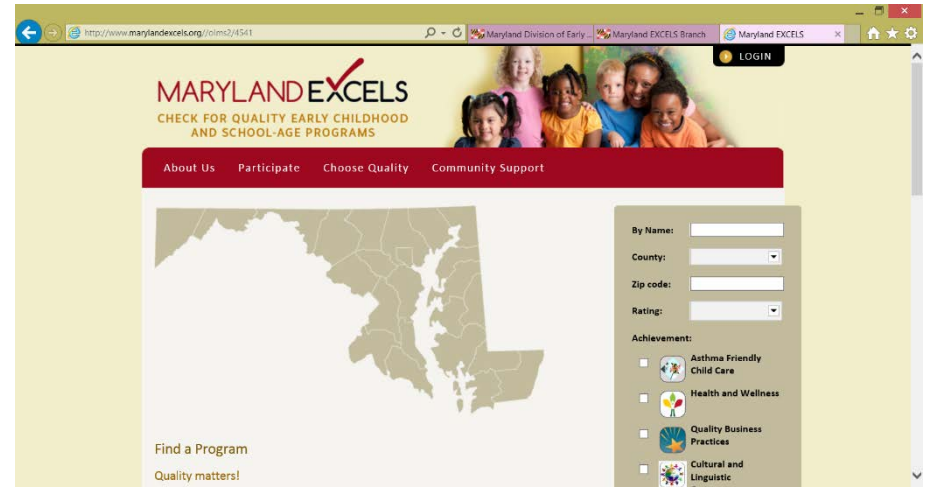 http://www.marylandexcels.org//olms2/4541
Maryland Division of Early ...
Maryland EXCELS Branch
Maryland EXCELS
LOGIN
MARYLAND EXCELS
CHECK FOR QUALITY EARLY CHILDHOOD
AND SCHOOL-AGE PROGRAMS
About Us Participate Choose Quality Community Support
By Name:
County:
Zip code:
Rating:
Achievement:
Asthma Friendly
Child Care
Health and Wellness
Quality Business
Practices
Cultural and
Linguistic
Find a Program
Quality matters!